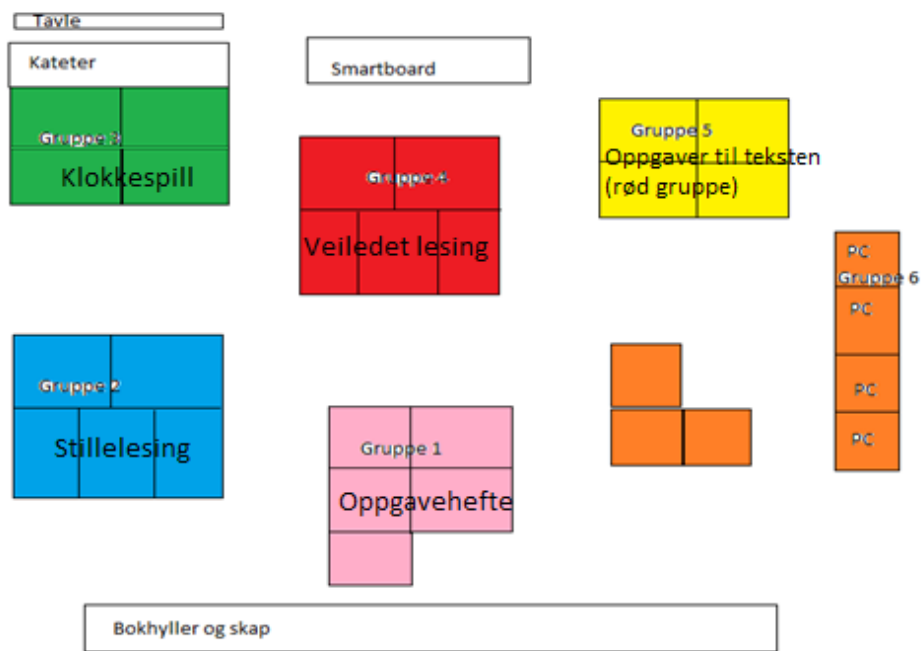 Tavle
Kateter
Smartboard
Gruppe 3
Klokkespill
Gruppe 4
Veiledet lesing
Gruppe 5
Oppgaver til teksten
(rød gruppe)
PC
Gruppe 6
PC
PC
PC
Gruppe 2
Stillelesing
Gruppe 1
Oppgavehefte
Bokhyller og skap